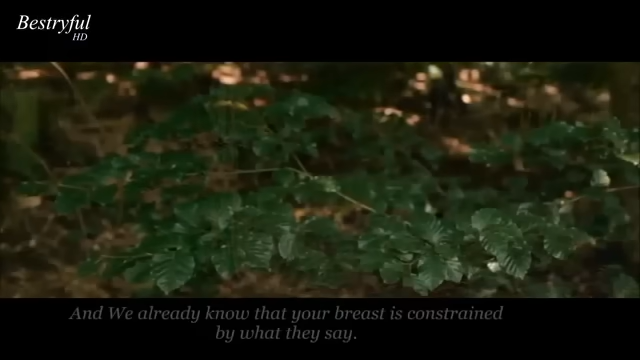 Bestryful
HD
And We already know that your breast is constrained
by what they say.